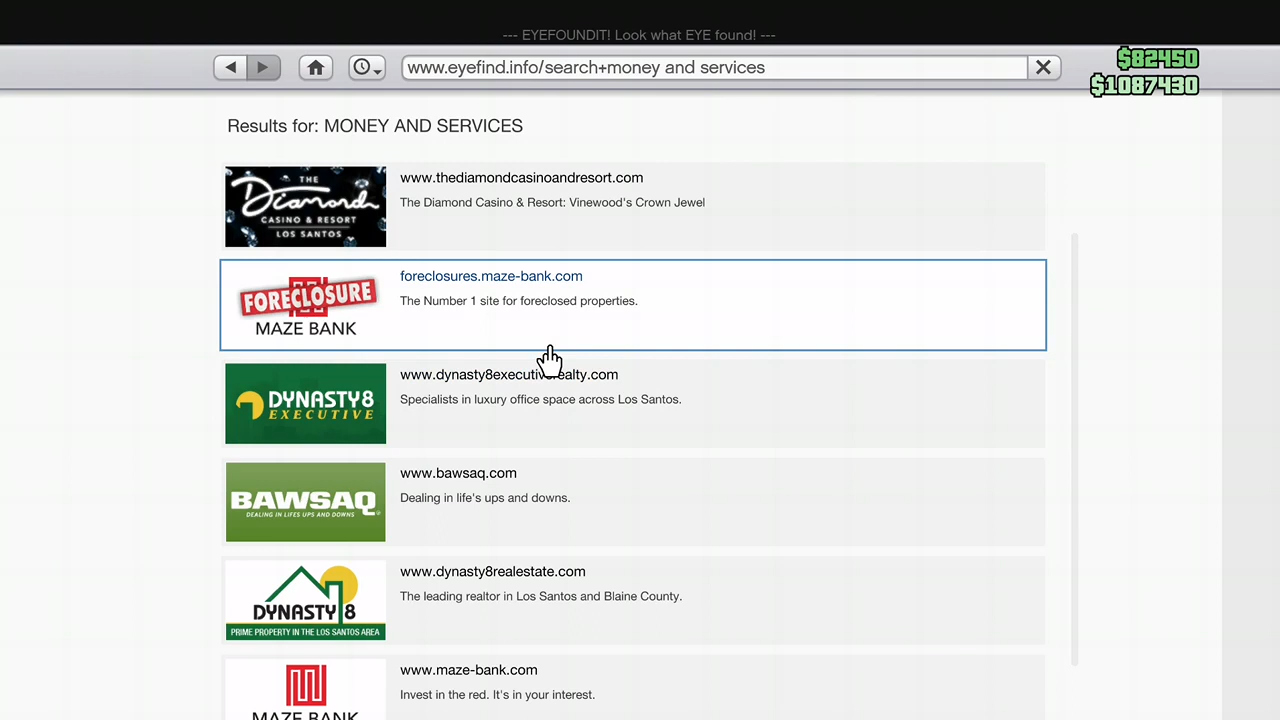 --- EYEFOUNDIT! Look what EYE found! ---
www.eyefind.info/search+money and services
$82450
$1087430
Results for: MONEY AND SERVICES
THE
Diamond
CASINO & RESORT
LOS SANTOS
www.thediamondcasinoandresort.com
The Diamond Casino & Resort: Vinewood's Crown Jewel
FORECLOSURE
MAZE BANK
foreclosures.maze-bank.com
The Number 1 site for foreclosed properties.
DYNASTY8
EXECUTIVE
www.dynasty8executiverealty.com
Specialists in luxury office space across Los Santos.
BAWSAQ
DEALING IN LIFES UPS AND DOWNS
www.bawsaq.com
Dealing in life's ups and downs.
DYNASTY 8
PRIME PROPERTY IN THE LOS SANTOS AREA
www.dynasty8realestate.com
The leading realtor in Los Santos and Blaine County.
MAZE BANK
www.maze-bank.com
Invest in the red. It's in your interest.